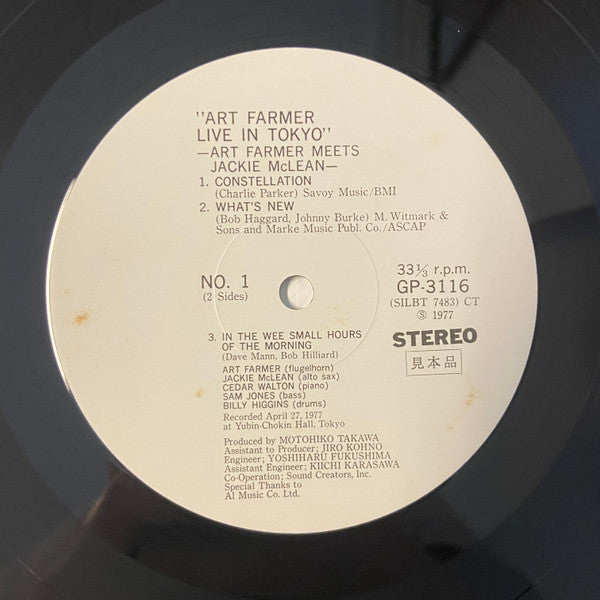 "ART FARMER
LIVE IN TOKYO"
—ART FARMER MEETS
JACKIE McLEAN—
1. CONSTELLATION
(Charlie Parker) Savoy Music/BMI
2. WHAT'S NEW
(Bob Haggard, Johnny Burke) M. Witmark &
Sons and Marke Music Publ. Co./ASCAP
NO. 1
(2 Sides)
33⅓ r.p.m.
GP-3116
(SILBT 7483) CT
Ⓢ 1977
STEREO
見本品
3. IN THE WEE SMALL HOURS
OF THE MORNING
(Dave Mann, Bob Hilliard)
ART FARMER (flugelhorn)
JACKIE McLEAN (alto sax)
CEDAR WALTON (piano)
SAM JONES (bass)
BILLY HIGGINS (drums)
Recorded April 27, 1977
at Yubin-Chokin Hall, Tokyo
Produced by MOTOHIKO TAKAWA
Assistant to Producer; JIRO KOHNO
Engineer; YOSHIHARU FUKUSHIMA
Assistant Engineer; KIICHI KARASAWA
Co-Operation; Sound Creators, Inc.
Special Thanks to
Al Music Co. Ltd.